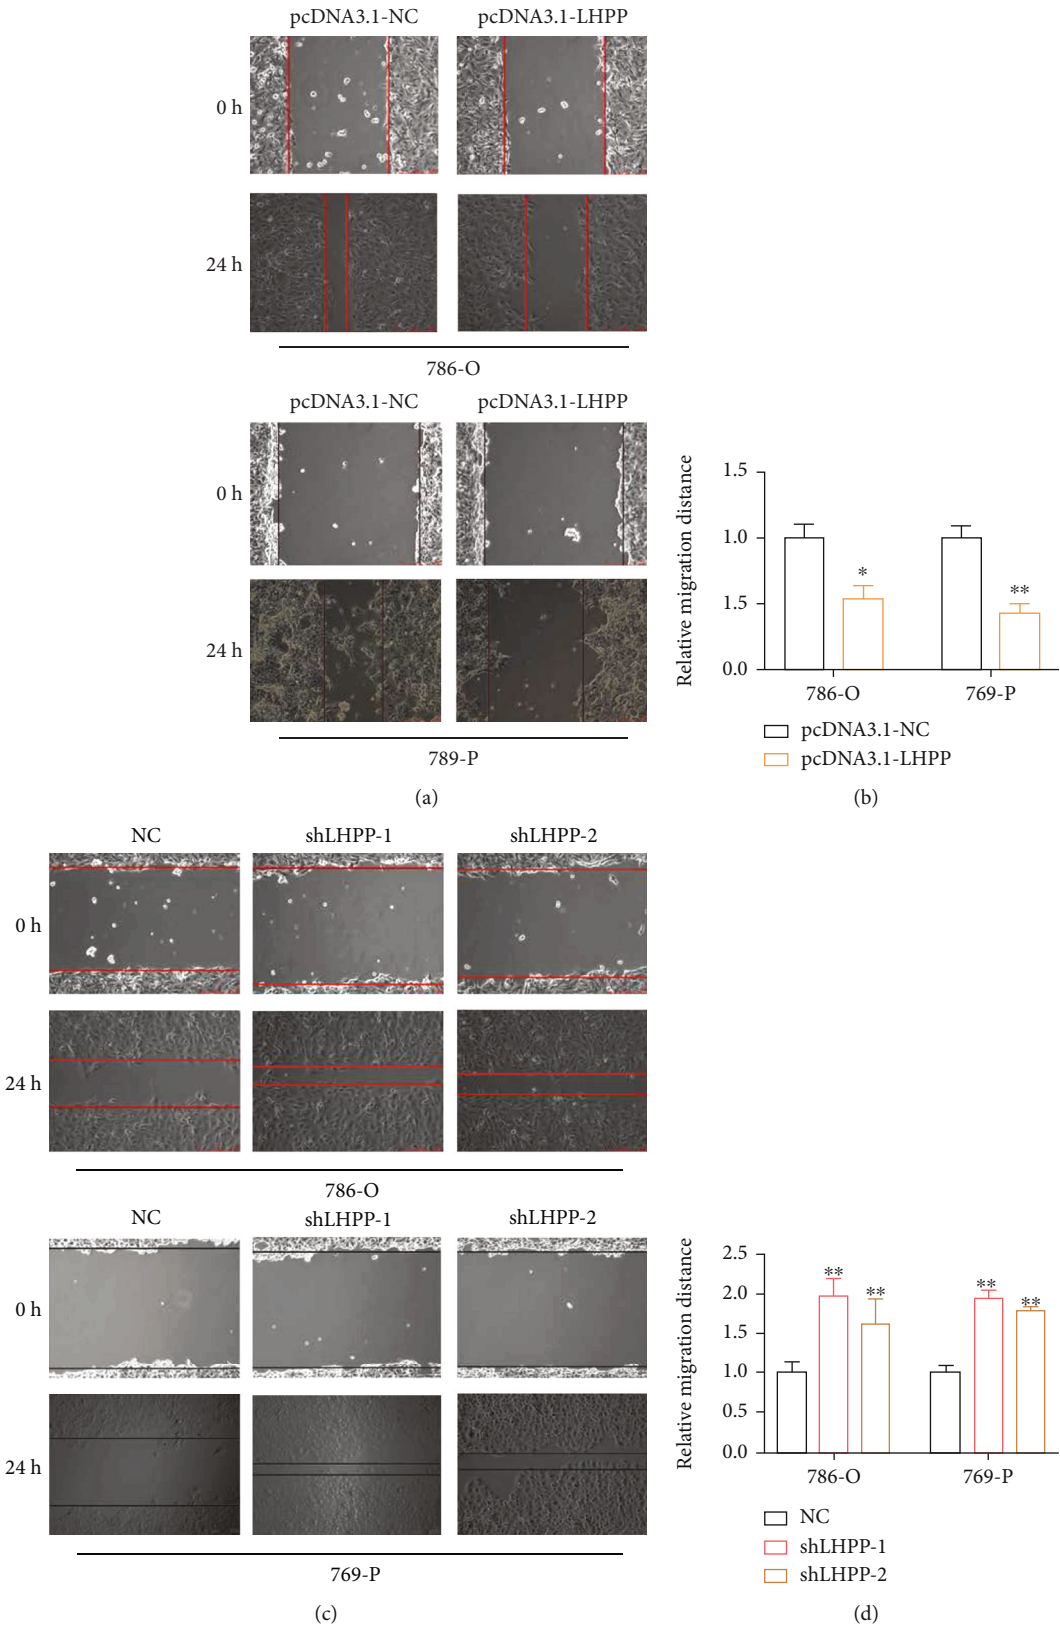 pcDNA3.1-NC pcDNA3.1-LHPP
0 h
24 h
786-O
pcDNA3.1-NC pcDNA3.1-LHPP
0 h
24 h
789-P
(a)
Relative migration distance
1.5
1.0
1.5
0.0
* **
786-O 769-P
pcDNA3.1-NC
pcDNA3.1-LHPP
(b)
NC shLHPP-1 shLHPP-2
0 h
24 h
786-O
NC shLHPP-1 shLHPP-2
0 h
24 h
769-P
(c)
Relative migration distance
2.5
2.0
1.5
1.0
0.5
0.0
** ** ** **
786-O 769-P
NC
shLHPP-1
shLHPP-2
(d)